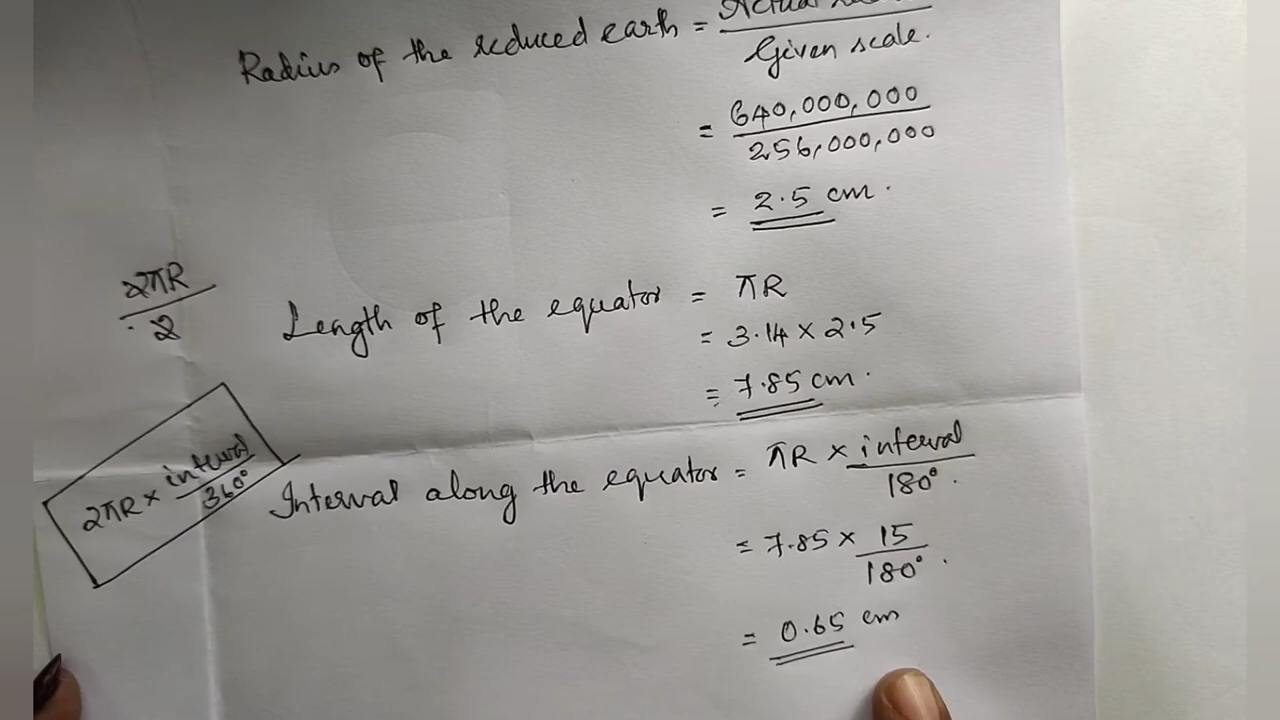 Radius of the reduced earth = Actual
Given scale.
= 640,000,000
256,000,000
= 2.5 cm.
2πR
2
Length of the equator = πR
= 3.14 × 2.5
= 7.85 cm.
2πR × interval
360°
Interval along the equator = πR × interval
180°.
= 7.85 × 15
180°.
= 0.65 cm